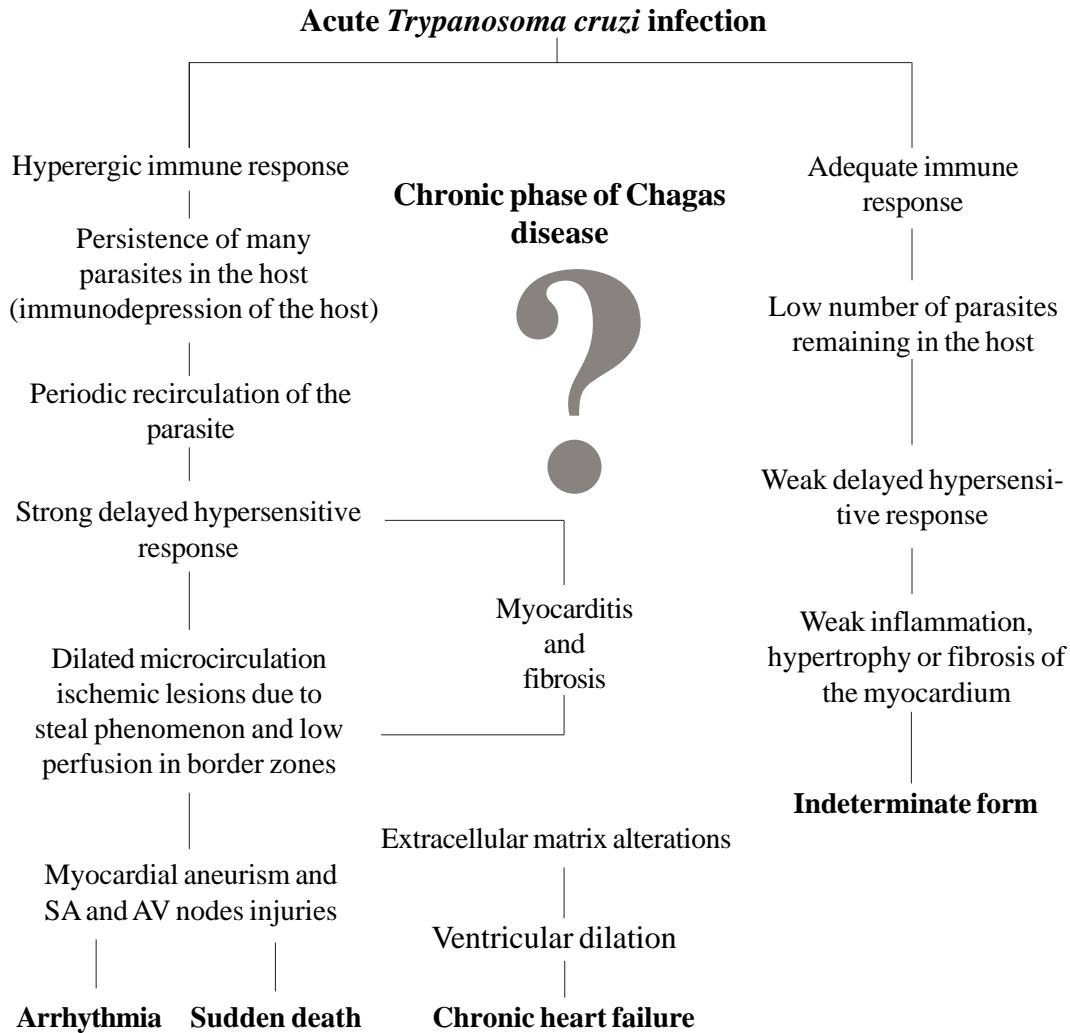 Acute Trypanosoma cruzi infection
Hyperergic immune response
Persistence of many
parasites in the host
(immunodepression of the host)
Periodic recirculation of the
parasite
Strong delayed hypersensitive
response
Dilated microcirculation
ischemic lesions due to
steal phenomenon and low
perfusion in border zones
Myocardial aneurism and
SA and AV nodes injuries
Arrhythmia
Sudden death
Chronic phase of Chagas
disease
?
Myocarditis
and
fibrosis
Extracellular matrix alterations
Ventricular dilation
Chronic heart failure
Adequate immune
response
Low number of parasites
remaining in the host
Weak delayed hypersensi-
tive response
Weak inflammation,
hypertrophy or fibrosis of
the myocardium
Indeterminate form